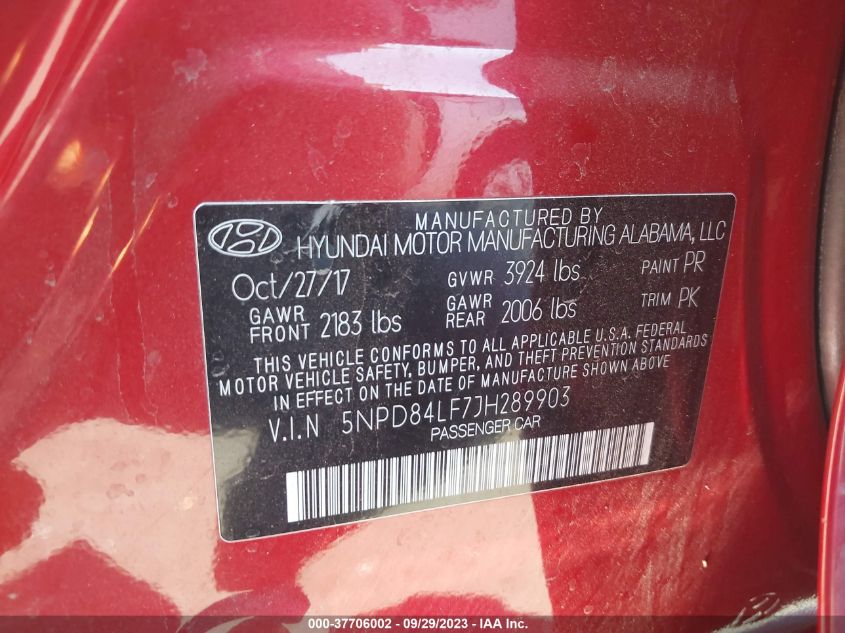 MANUFACTURED BY
HYUNDAI MOTOR MANUFACTURING ALABAMA, LLC
Oct/27/17 GVWR 3924 lbs PAINT PR
GAWR FRONT 2183 lbs GAWR REAR 2006 lbs TRIM PK
THIS VEHICLE CONFORMS TO ALL APPLICABLE U.S.A. FEDERAL
MOTOR VEHICLE SAFETY, BUMPER, AND THEFT PREVENTION STANDARDS
IN EFFECT ON THE DATE OF MANUFACTURE SHOWN ABOVE
V.I.N 5NPD84LF7JH289903
PASSENGER CAR
000-37706002 - 09/29/2023 - IAA Inc.